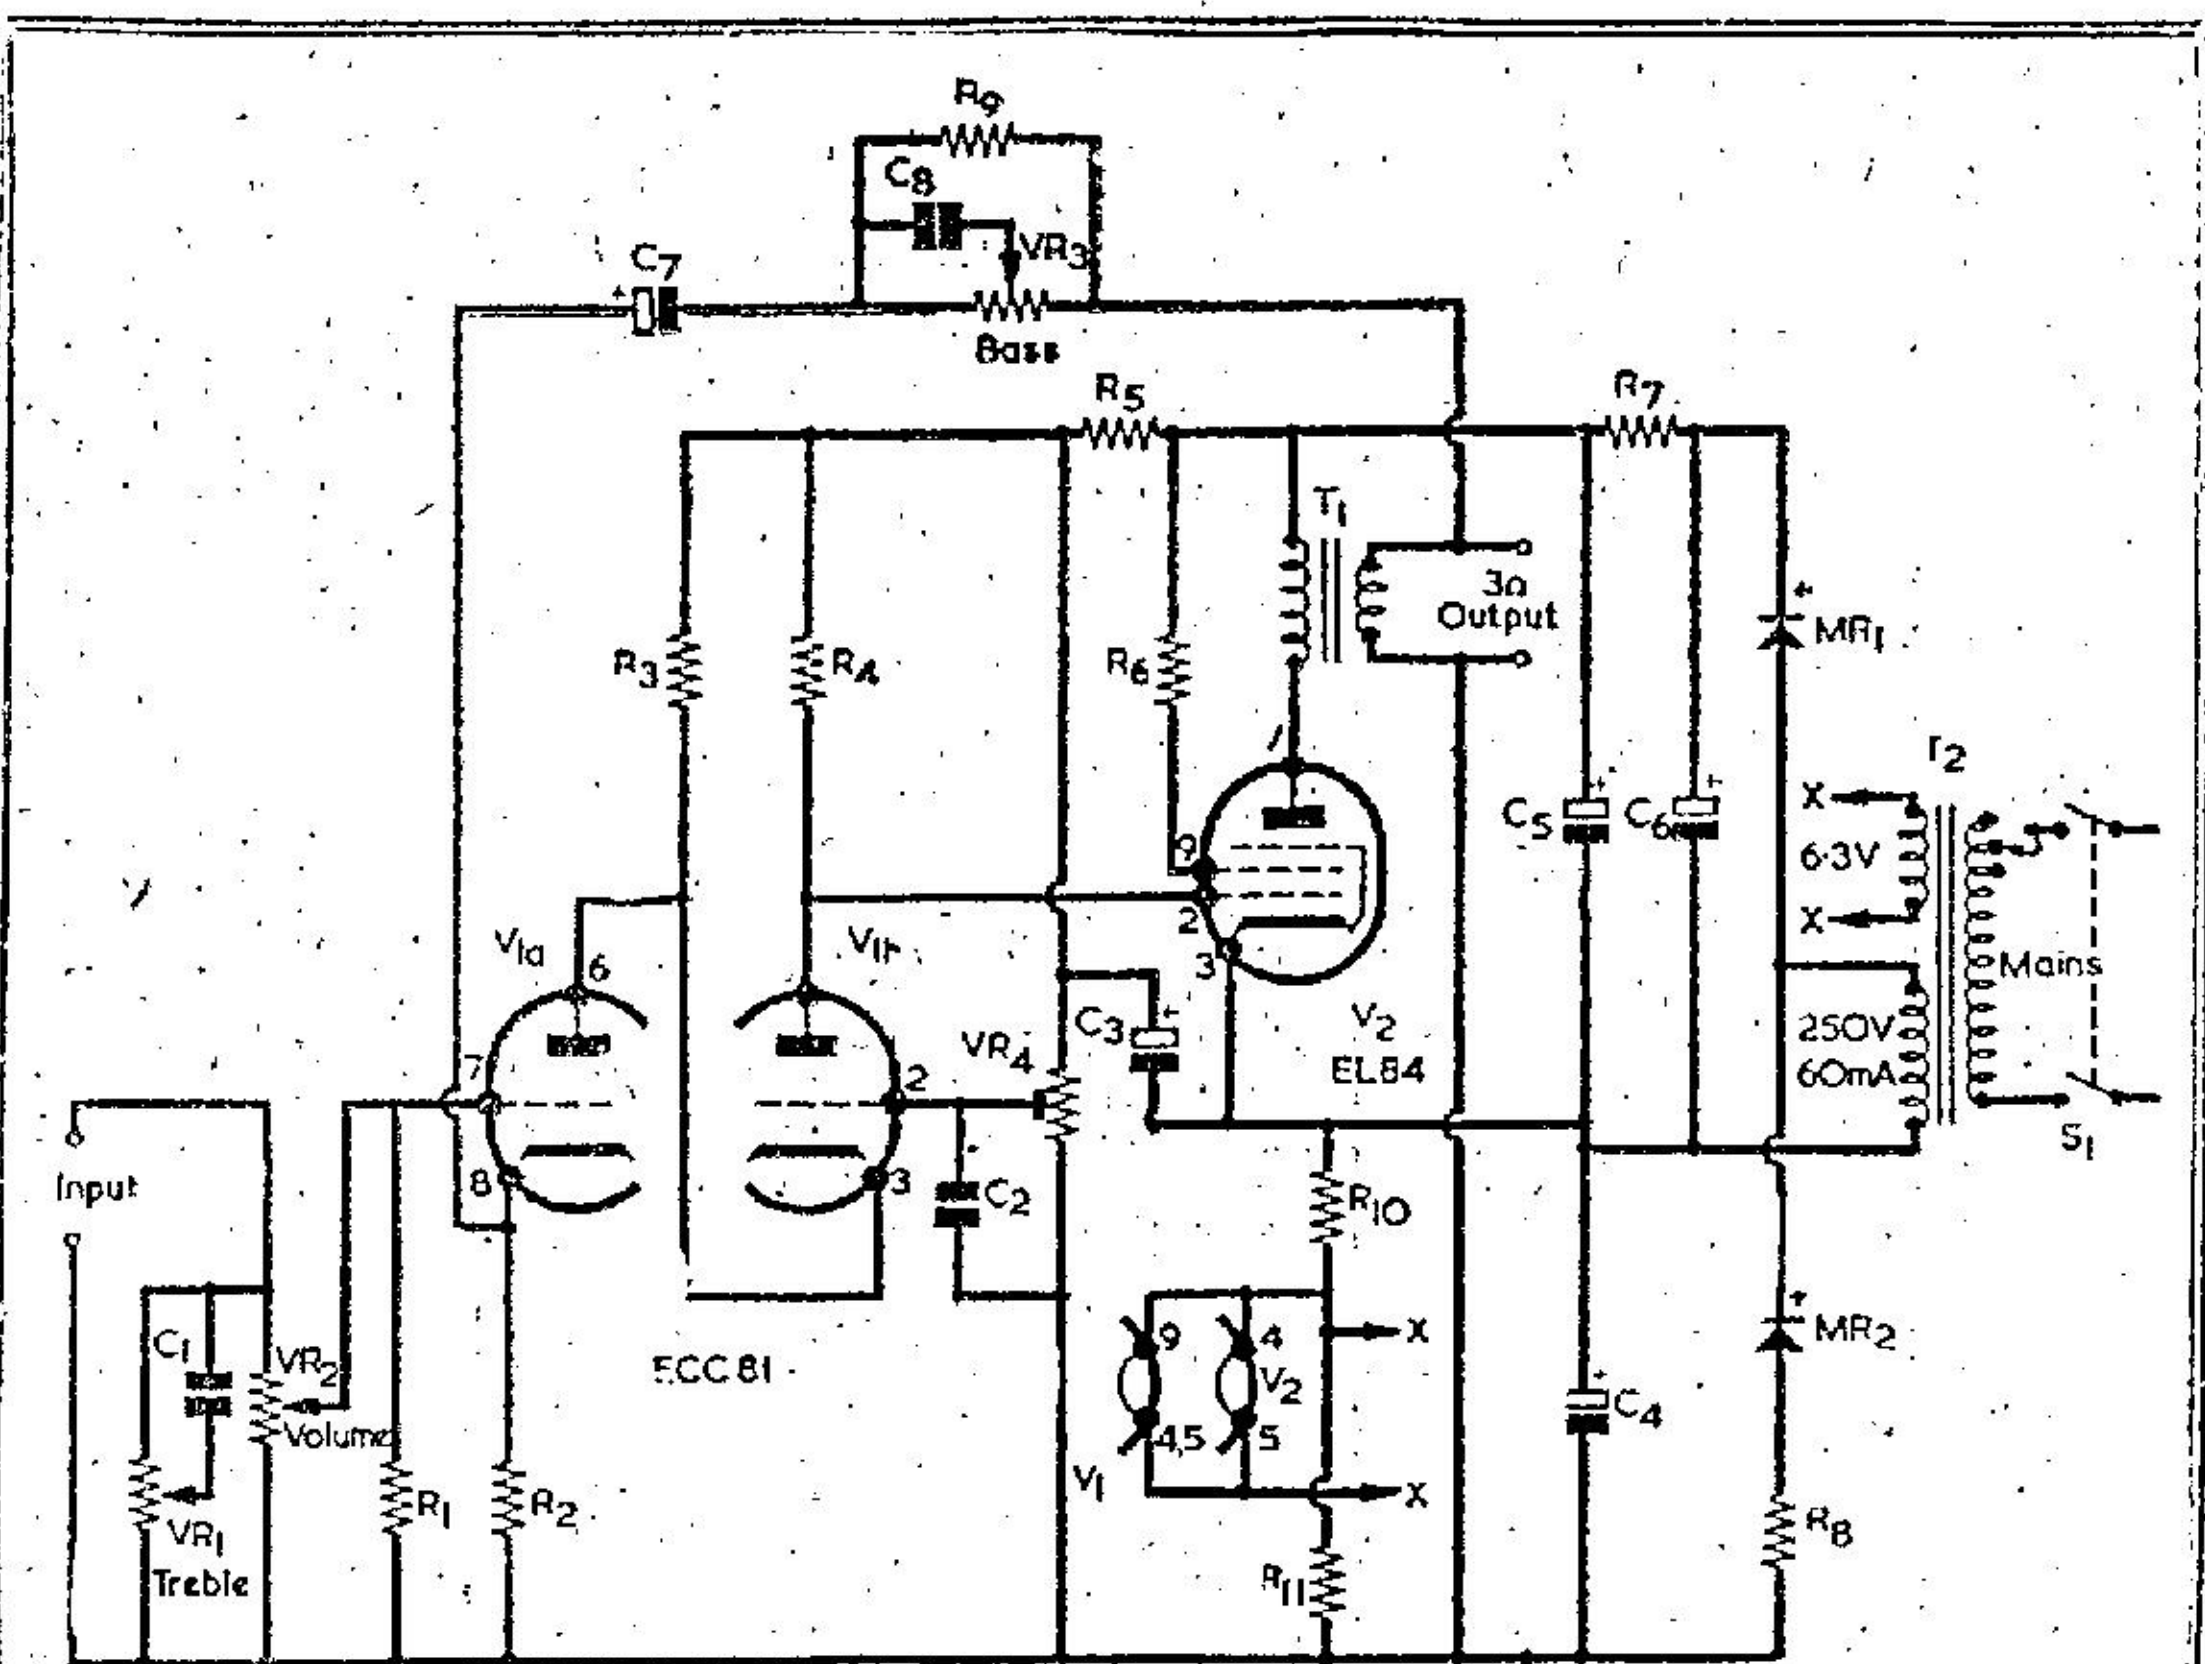 R9
C8
VR3
C7
+
Bass
R5
R7
T1
3Ω
Output
+
MR1
R3
R4
R6
T2
1
X
C5
+
C6
+
6·3V
9
2
X
V1a
6
3
Mains
C3
+
V2
250V
VR4
EL84
60mA
7
2
S1
8
3
C2
R10
Input
+
MR2
9
4
X
C1
VR2
ECC81
V2
+
C4
Volume
4,5
5
V1
X
R1
R2
R8
VR1
R11
Treble